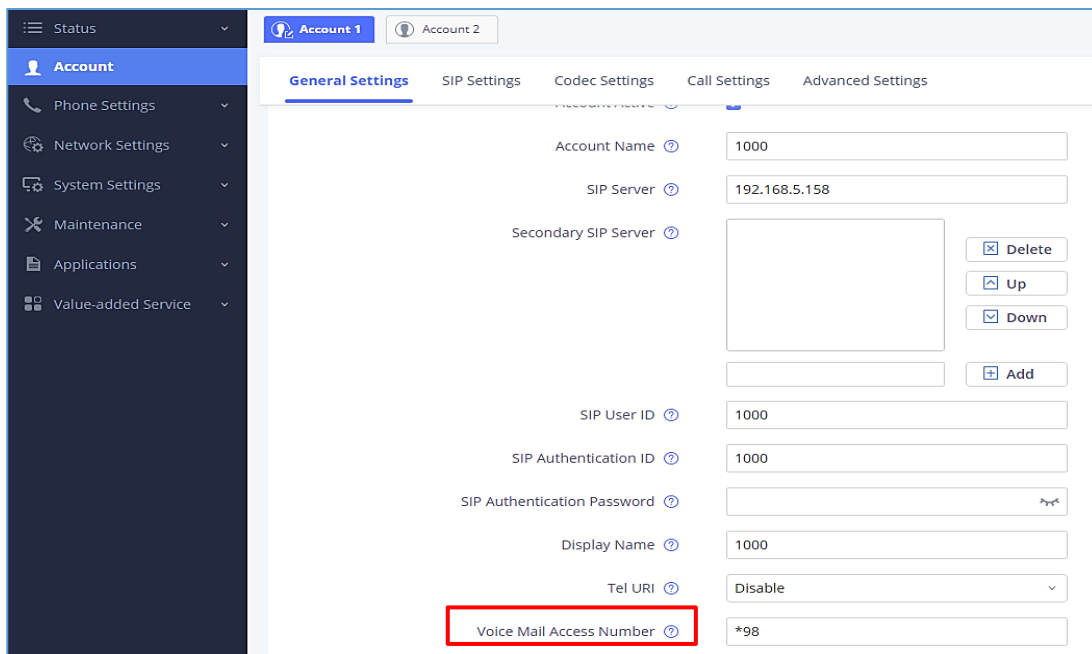 Status
Account
Phone Settings
Network Settings
System Settings
Maintenance
Applications
Value-added Service
Account 1
Account 2
General Settings
SIP Settings
Codec Settings
Call Settings
Advanced Settings
Account Active
Account Name
1000
SIP Server
192.168.5.158
Secondary SIP Server
Delete
Up
Down
Add
SIP User ID
1000
SIP Authentication ID
1000
SIP Authentication Password
Display Name
1000
Tel URI
Disable
Voice Mail Access Number
*98